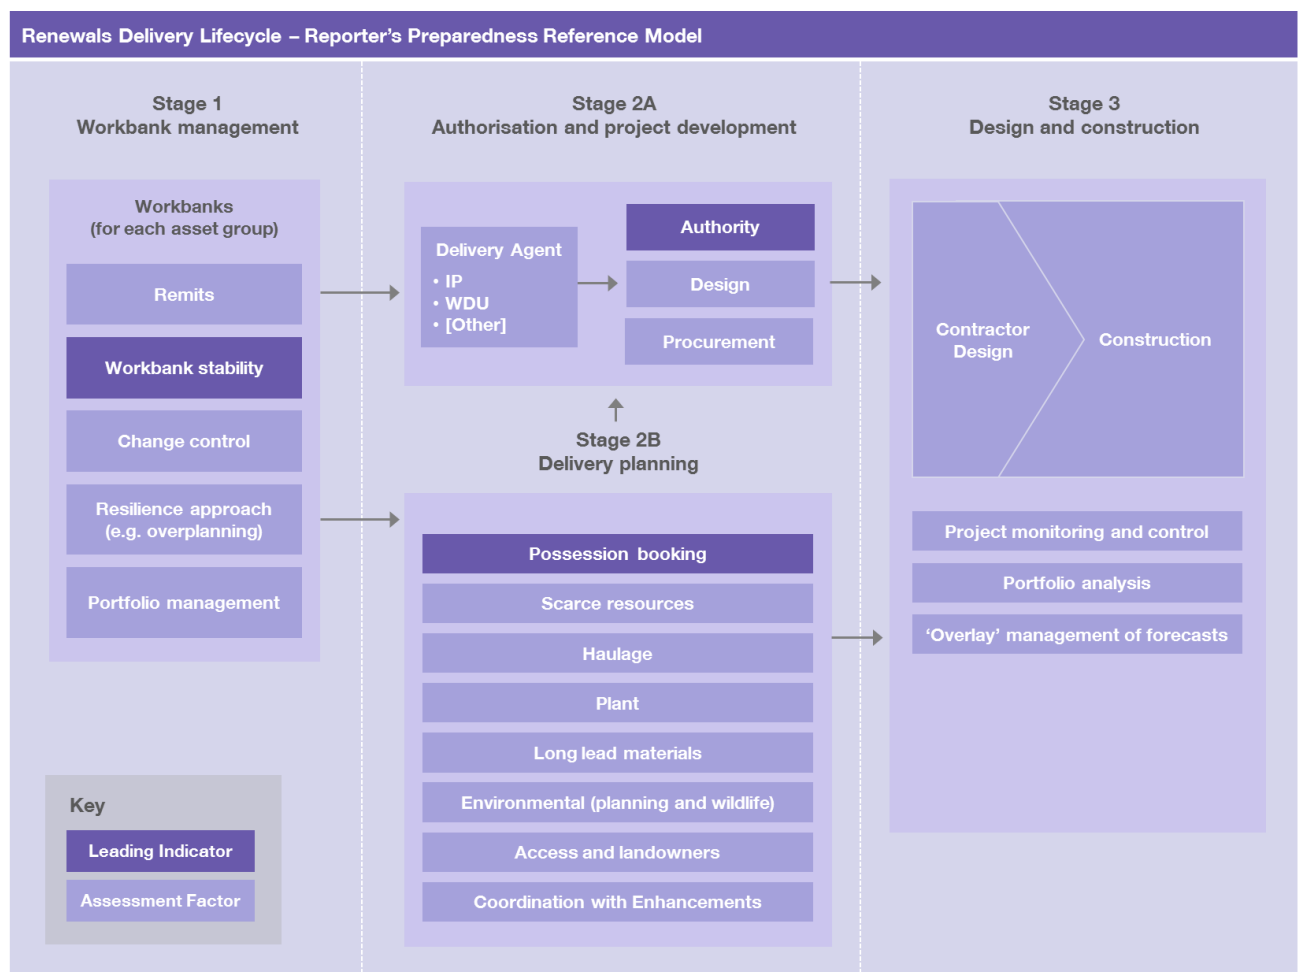 Renewals Delivery Lifecycle – Reporter’s Preparedness Reference Model
Stage 1
Workbank management
Workbanks
(for each asset group)
Remits
Workbank stability
Change control
Resilience approach
(e.g. overplanning)
Portfolio management
Key
Leading Indicator
Assessment Factor
Stage 2A
Authorisation and project development
Delivery Agent
• IP
• WDU
• [Other]
Authority
Design
Procurement
Stage 2B
Delivery planning
Possession booking
Scarce resources
Haulage
Plant
Long lead materials
Environmental (planning and wildlife)
Access and landowners
Coordination with Enhancements
Stage 3
Design and construction
Contractor
Design
Construction
Project monitoring and control
Portfolio analysis
‘Overlay’ management of forecasts